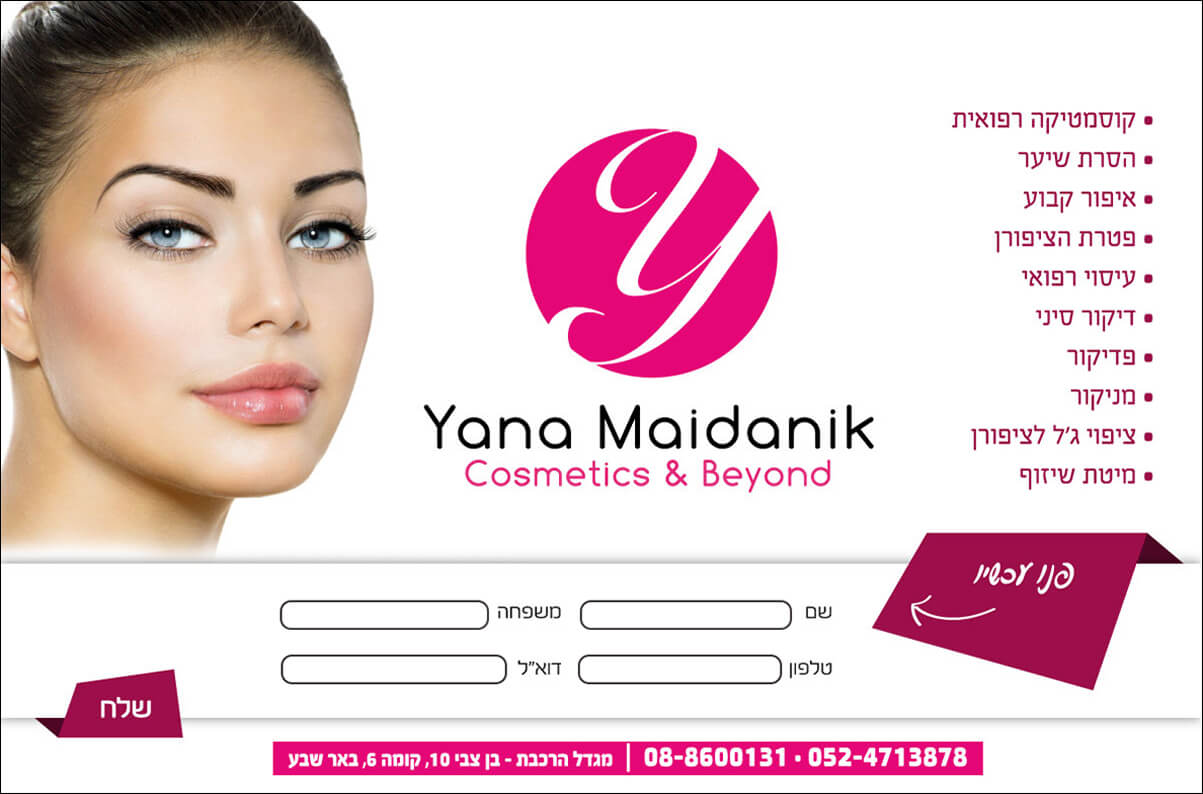 Y
Yana Maidanik
Cosmetics & Beyond
• קוסמטיקה רפואית
• הסרת שיער
• איפור קבוע
• פטרת הציפורן
• עיסוי רפואי
• דיקור סיני
• פדיקור
• מניקור
• ציפוי ג'ל לציפורן
• מיטת שיזוף
פנו עכשיו
שם משפחה
טלפון דוא"ל
שלח
08-8600131 • 052-4713878 | מגדל הרכבת - בן צבי 10, קומה 6, באר שבע